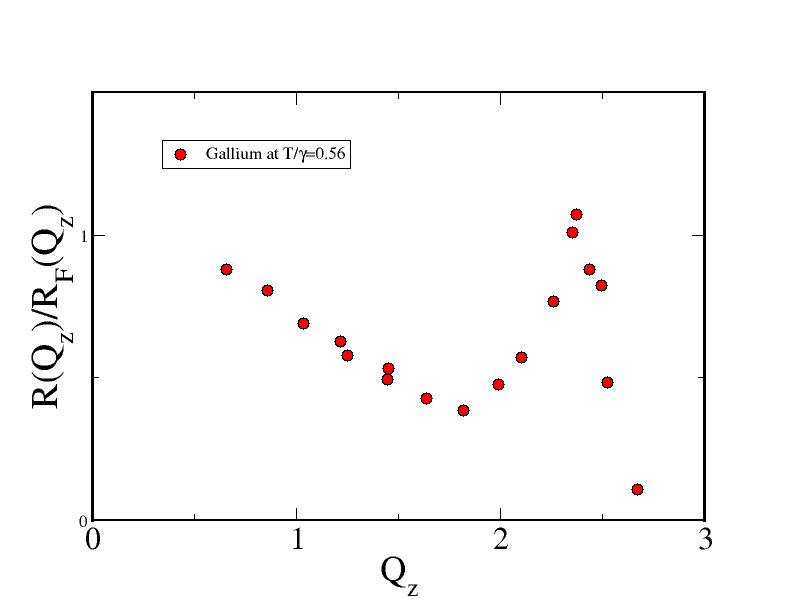 Gallium at T/γ=0.56
R(Q_z)/R_F(Q_z)
1
0
0 1 2 3
Q_z